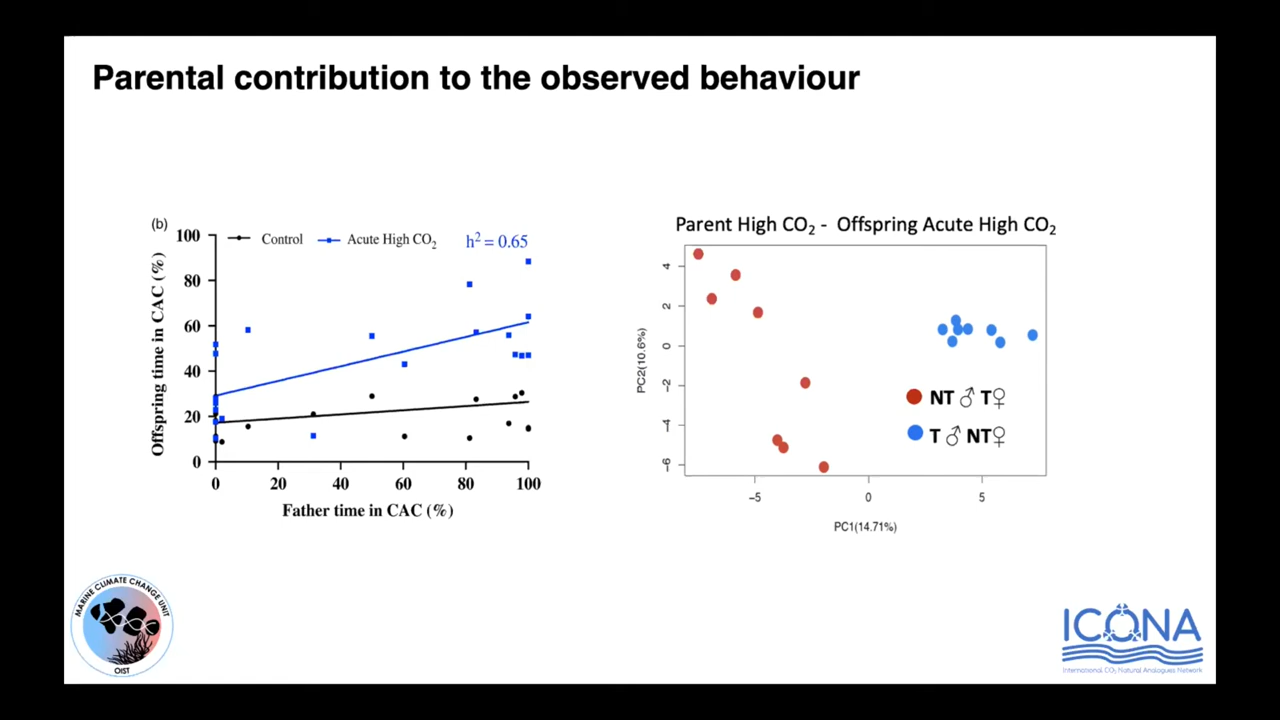 Parental contribution to the observed behaviour
(b)
Control
Acute High CO₂
h² = 0.65
100
80
60
40
20
0
Offspring time in CAC (%)
0 20 40 60 80 100
Father time in CAC (%)
Parent High CO₂ - Offspring Acute High CO₂
4
2
0
-2
-4
-6
PC2(10.6%)
NT ♂ T♀
T ♂ NT♀
-5 0 5
PC1(14.71%)
MARINE CLIMATE CHANGE UNIT
OIST
ICONA
International CO₂ Natural Analogues Network